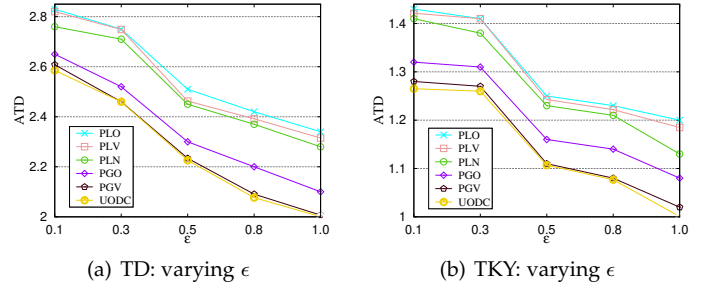 2.8
2.6
2.4
2.2
2
ATD
PLO
PLV
PLN
PGO
PGV
UODC
0.1 0.3 0.5 0.8 1.0
ε
(a) TD: varying ϵ
1.4
1.3
1.2
1.1
1
ATD
PLO
PLV
PLN
PGO
PGV
UODC
0.1 0.3 0.5 0.8 1.0
ε
(b) TKY: varying ϵ